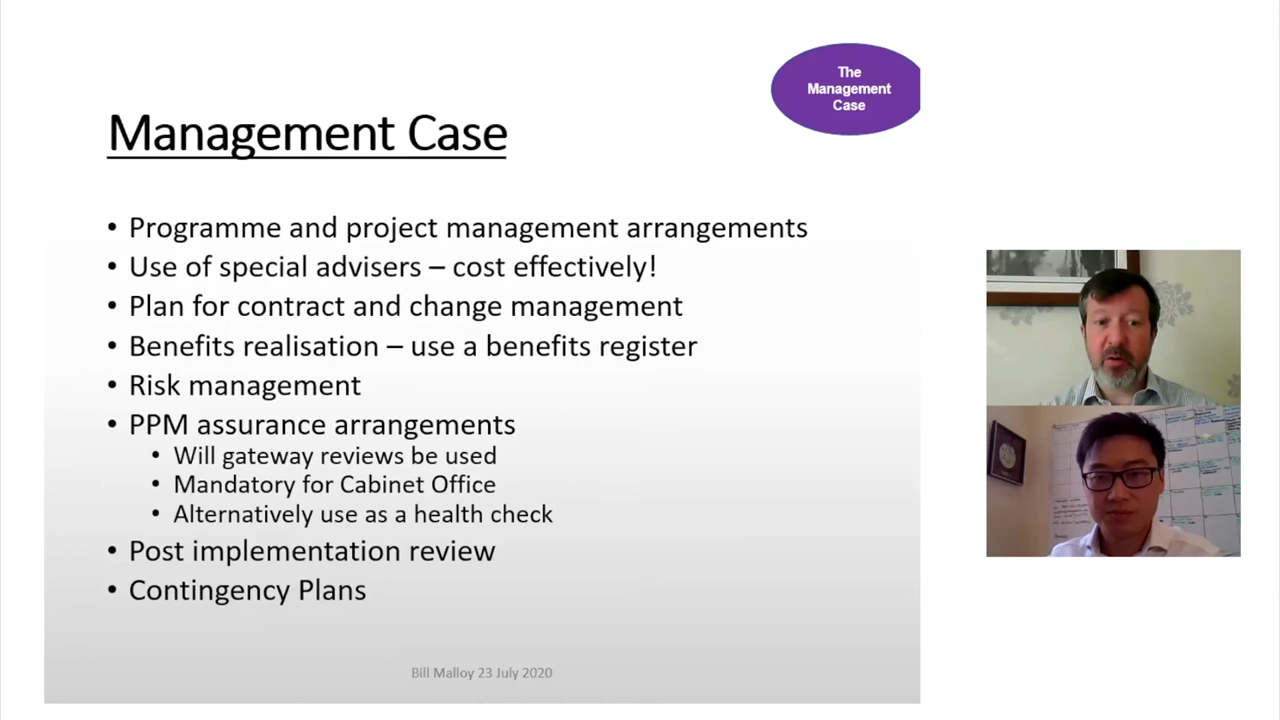 The
Management
Case
Management Case
• Programme and project management arrangements
• Use of special advisers – cost effectively!
• Plan for contract and change management
• Benefits realisation – use a benefits register
• Risk management
• PPM assurance arrangements
• Will gateway reviews be used
• Mandatory for Cabinet Office
• Alternatively use as a health check
• Post implementation review
• Contingency Plans
Bill Malloy 23 July 2020